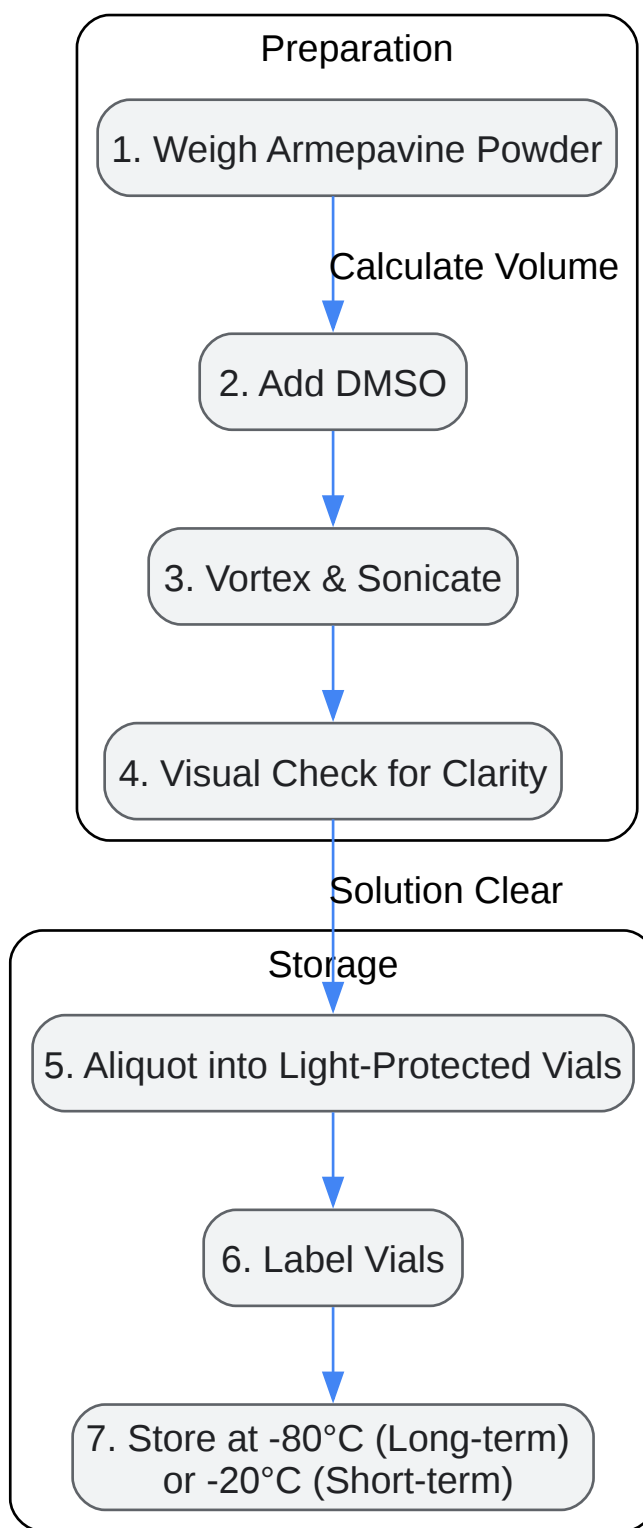 Preparation
1. Weigh Armepavine Powder
Calculate Volume
2. Add DMSO
3. Vortex & Sonicate
4. Visual Check for Clarity
Solution Clear
Storage
5. Aliquot into Light-Protected Vials
6. Label Vials
7. Store at -80°C (Long-term)
or -20°C (Short-term)